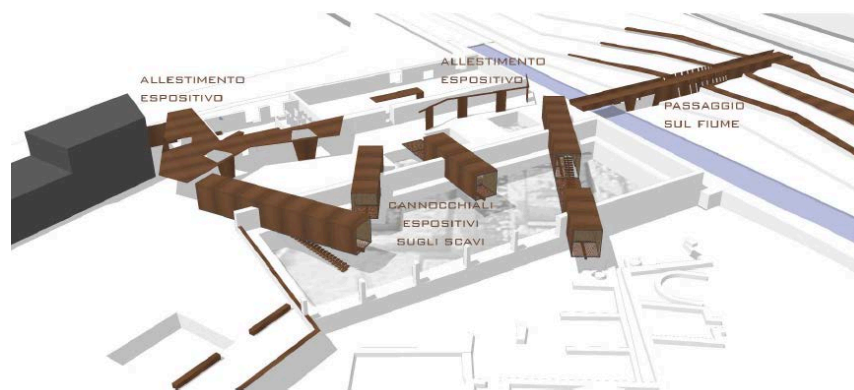 ALLESTIMENTO
ESPOSITIVO
ALLESTIMENTO
ESPOSITIVO
PASSAGGIO
SUL FIUME
CANNOCCHIALI
ESPOSITIVI
SUGLI SCAVI